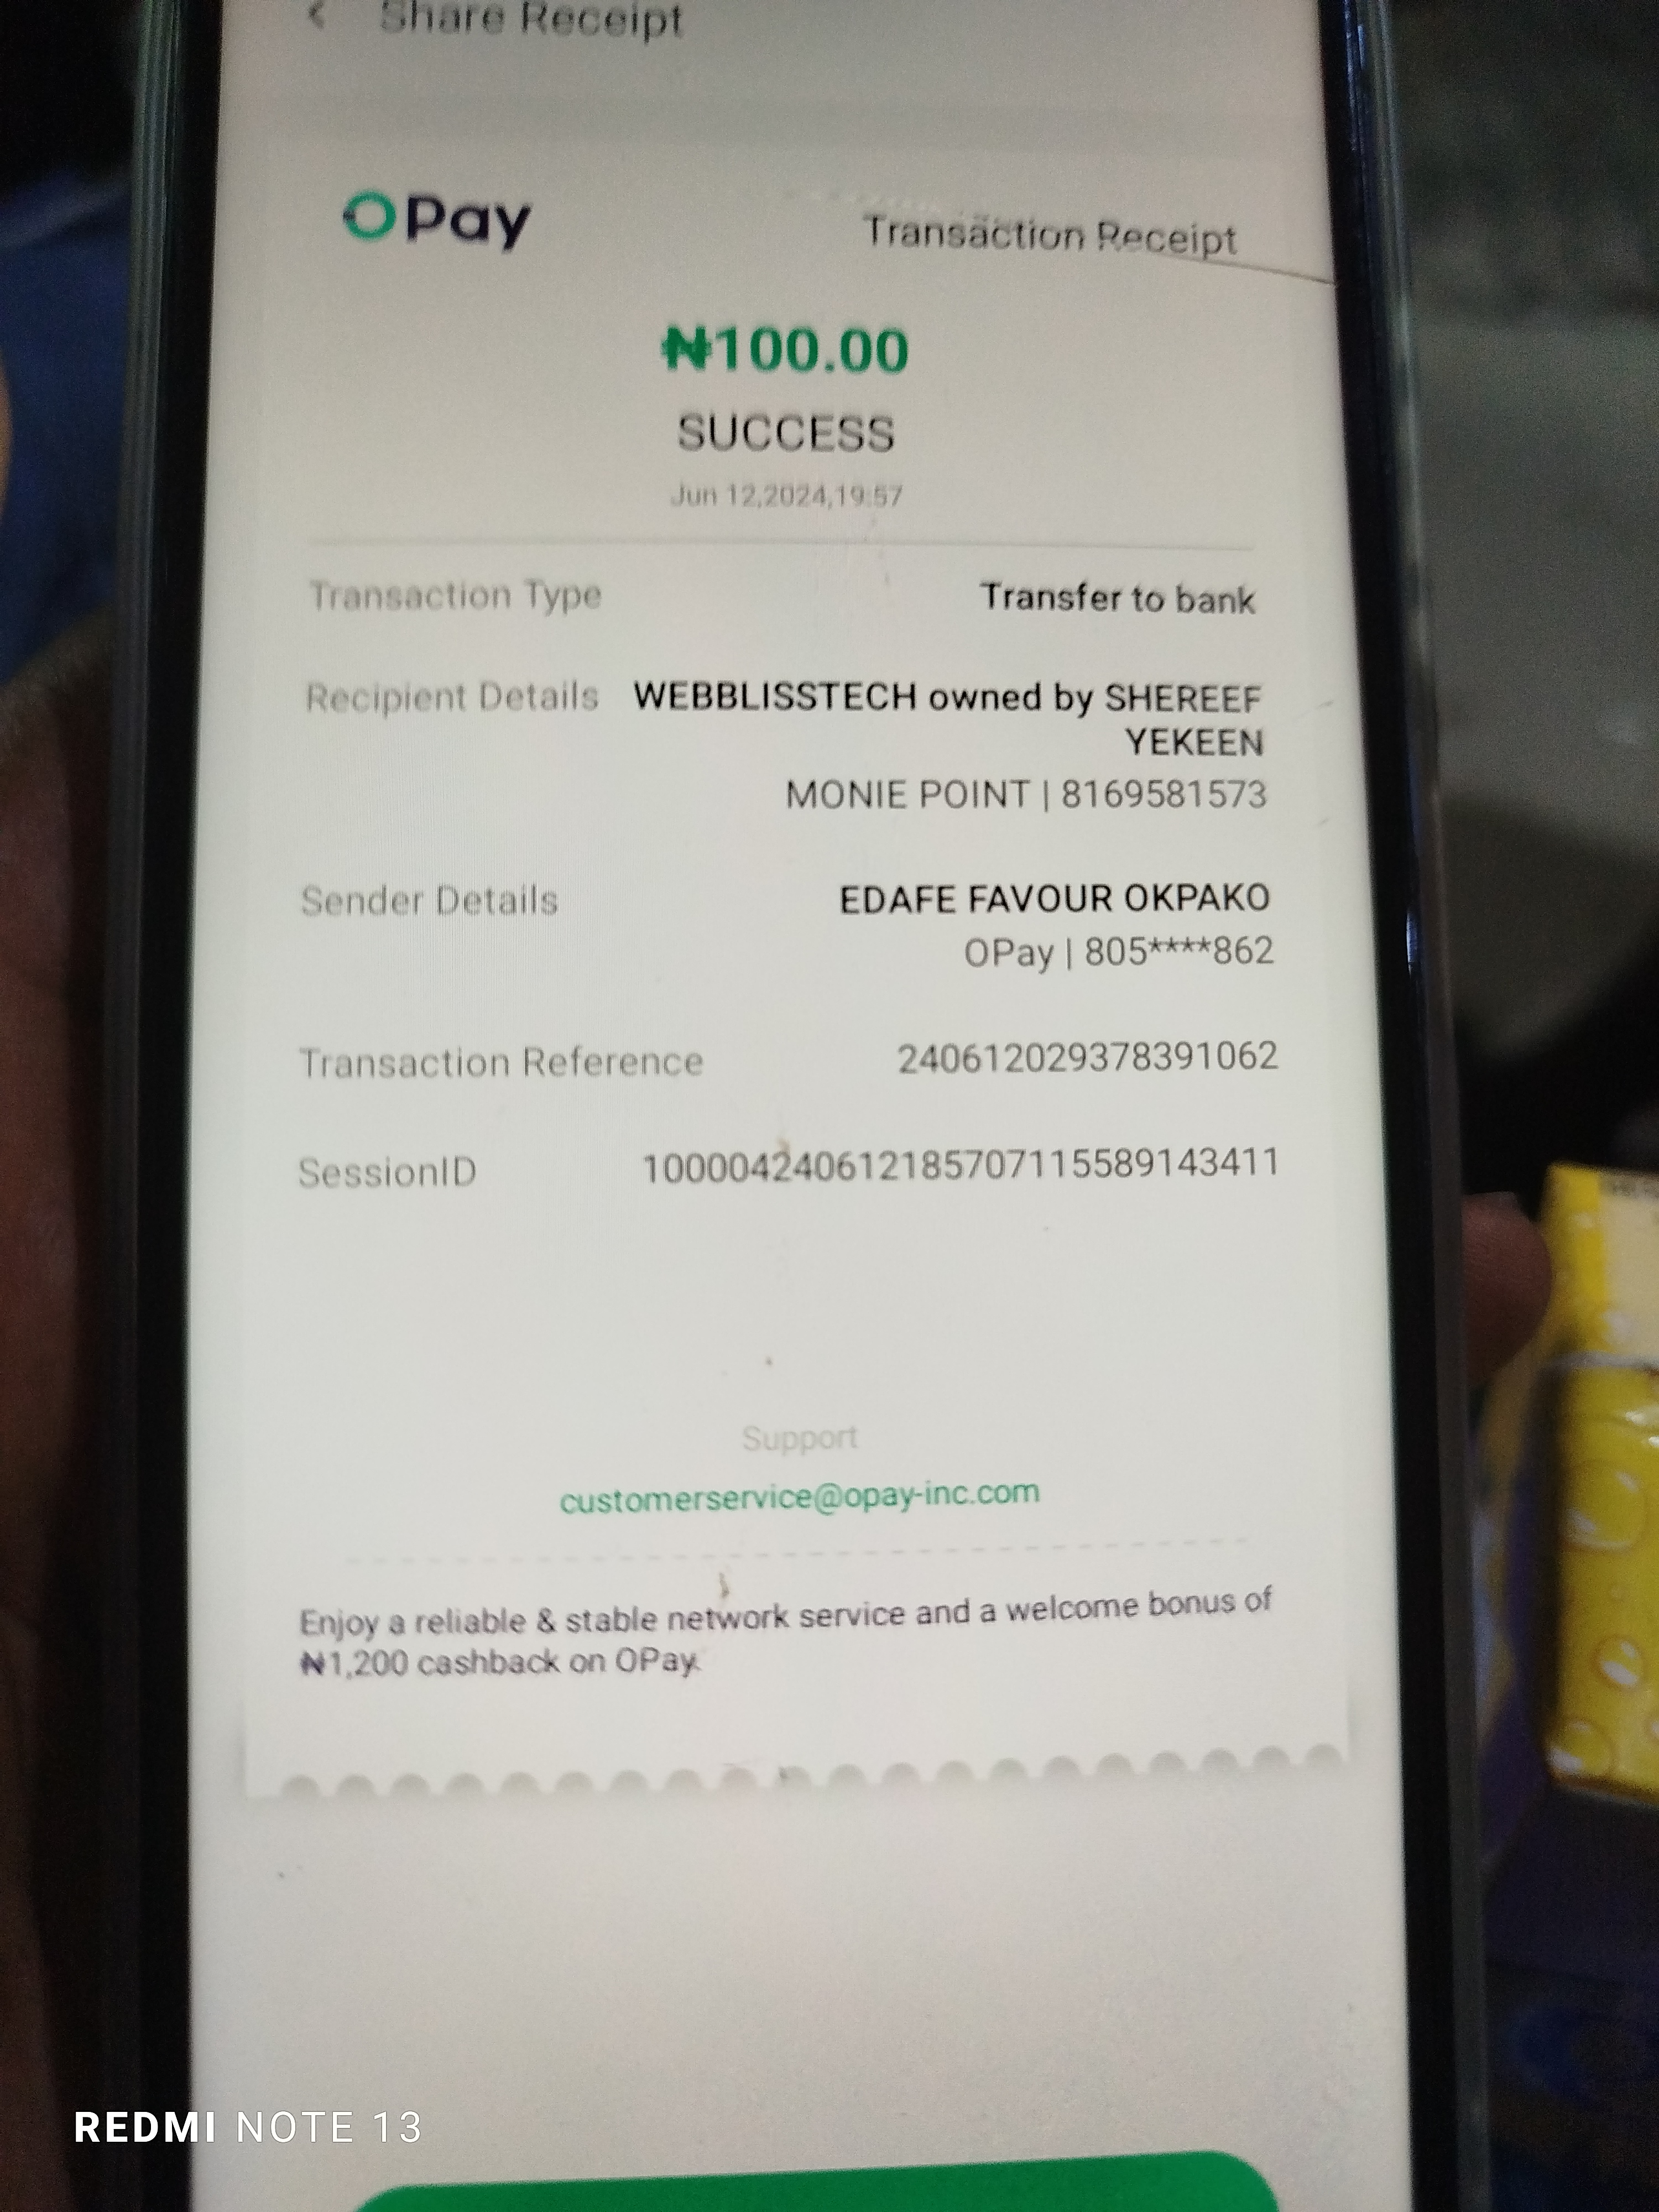 Share Receipt
OPay
Transaction Receipt
₦100.00
SUCCESS
Jun 12,2024,19:57
Transaction Type Transfer to bank
Recipient Details WEBBLISSTECH owned by SHEREEF
YEKEEN
MONIE POINT | 8169581573
Sender Details EDAFE FAVOUR OKPAKO
OPay | 805****862
Transaction Reference 240612029378391062
SessionID 100004240612185707115589143411
Support
customerservice@opay-inc.com
Enjoy a reliable & stable network service and a welcome bonus of
₦1,200 cashback on OPay.
REDMI NOTE 13